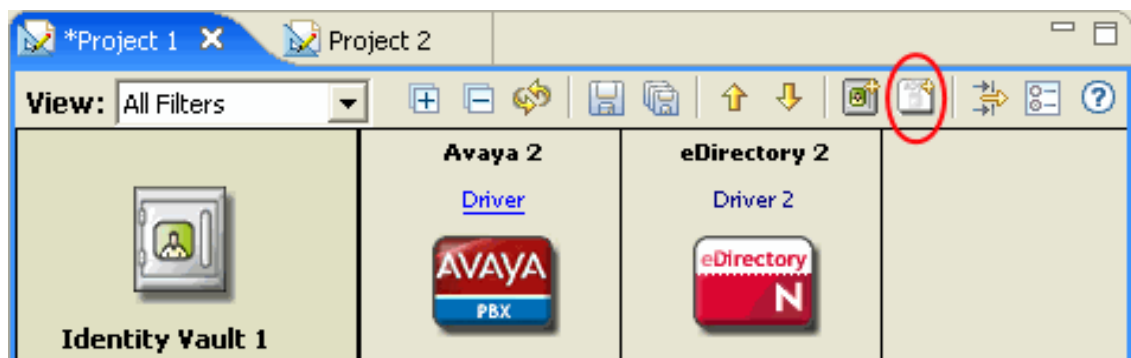 *Project 1 Project 2
View: All Filters
Avaya 2 eDirectory 2
Driver Driver 2
AVAYA eDirectory
PBX N
Identity Vault 1